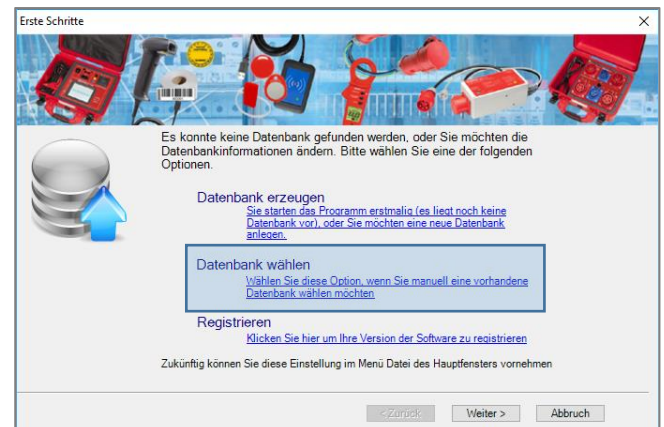 Erste Schritte
Es konnte keine Datenbank gefunden werden, oder Sie möchten die
Datenbankinformationen ändern. Bitte wählen Sie eine der folgenden
Optionen.
Datenbank erzeugen
Sie starten das Programm erstmalig (es liegt noch keine
Datenbank vor), oder Sie möchten eine neue Datenbank
anlegen.
Datenbank wählen
Wählen Sie diese Option, wenn Sie manuell eine vorhandene
Datenbank wählen möchten
Registrieren
Klicken Sie hier um Ihre Version der Software zu registrieren
Zukünftig können Sie diese Einstellung im Menü Datei des Hauptfensters vornehmen
<Zurück
Weiter >
Abbruch